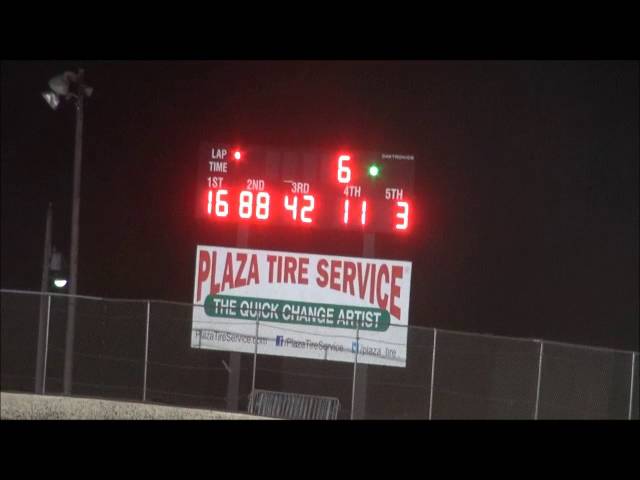 LAP 6 DAKTRONICS
TIME
1ST 2ND 3RD 4TH 5TH
16 88 42 11 3
PLAZA TIRE SERVICE
THE QUICK CHANGE ARTIST
PlazaTireService.com f/PlazaTireService /plaza_tire